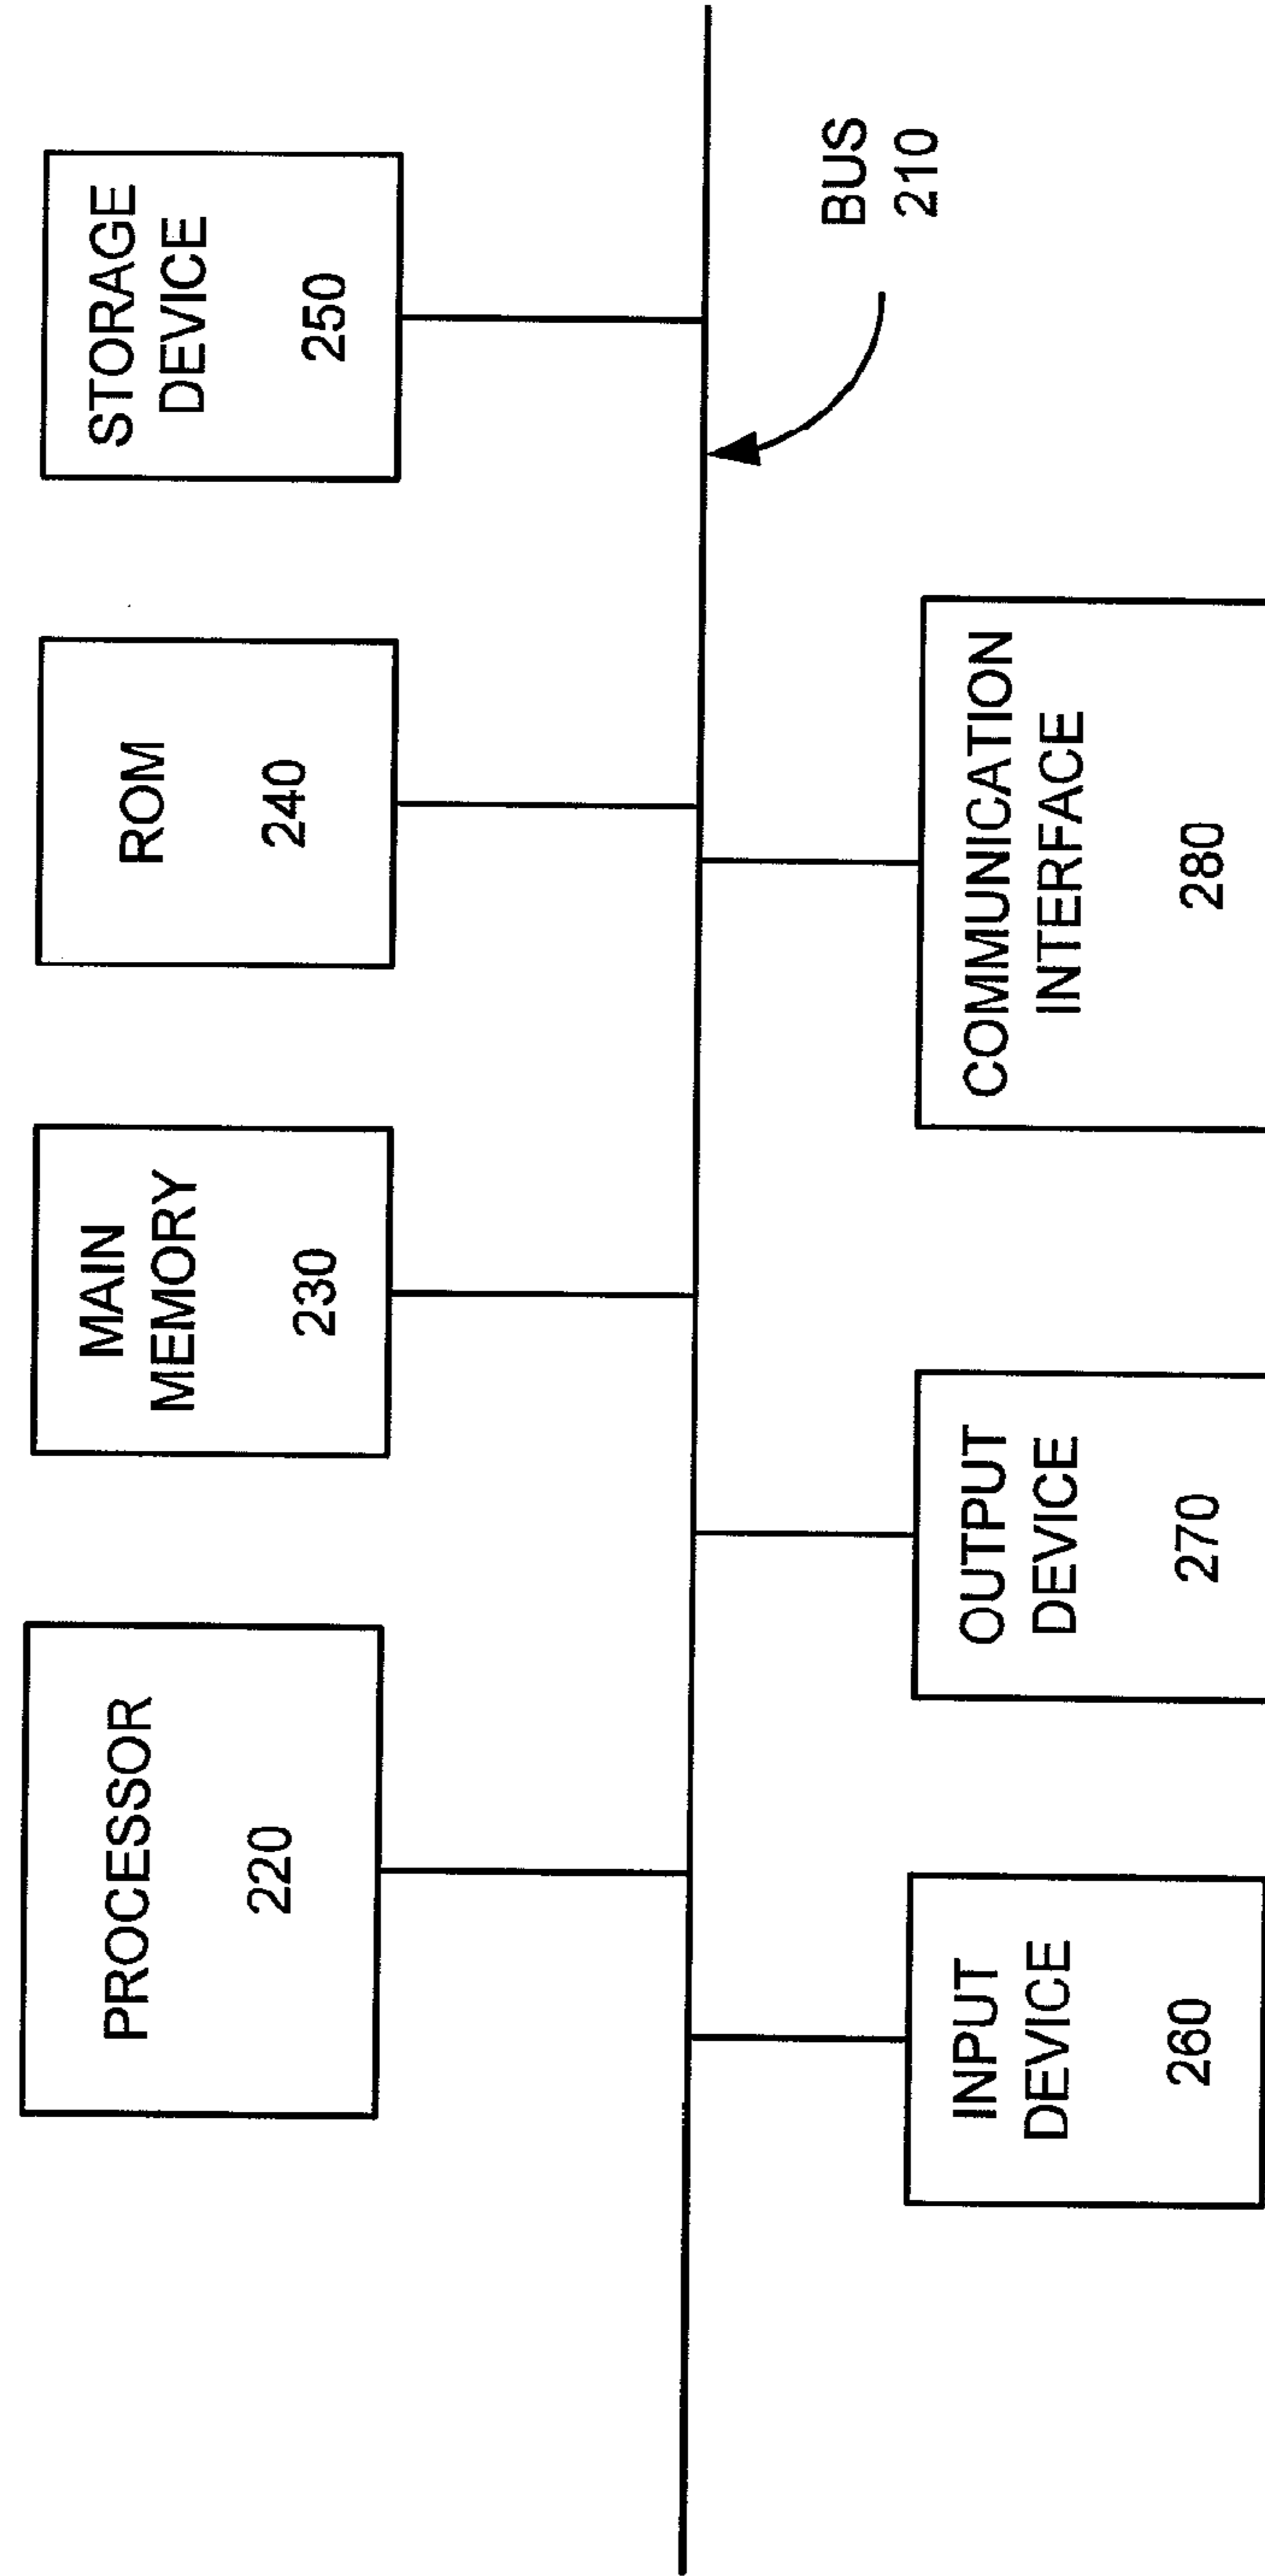 PROCESSOR
220
MAIN
MEMORY
230
ROM
240
STORAGE
DEVICE
250
BUS
210
INPUT
DEVICE
260
OUTPUT
DEVICE
270
COMMUNICATION
INTERFACE
280